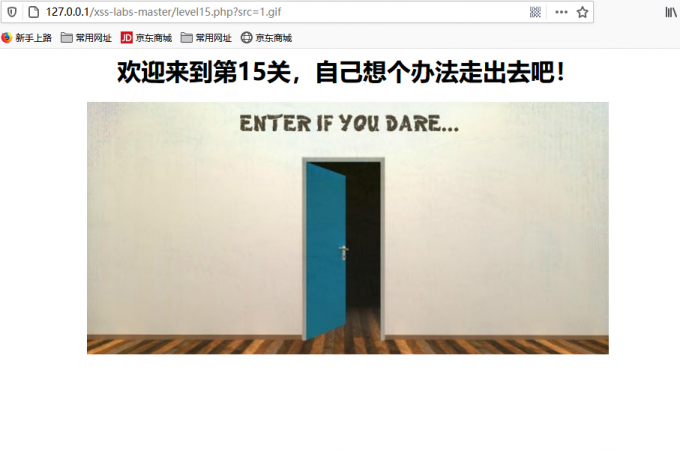 127.0.0.1/xss-labs-master/level15.php?src=1.gif
新手上路 常用网址 JD 京东商城 常用网址 京东商城
欢迎来到第15关，自己想个办法走出去吧！
ENTER IF YOU DARE...